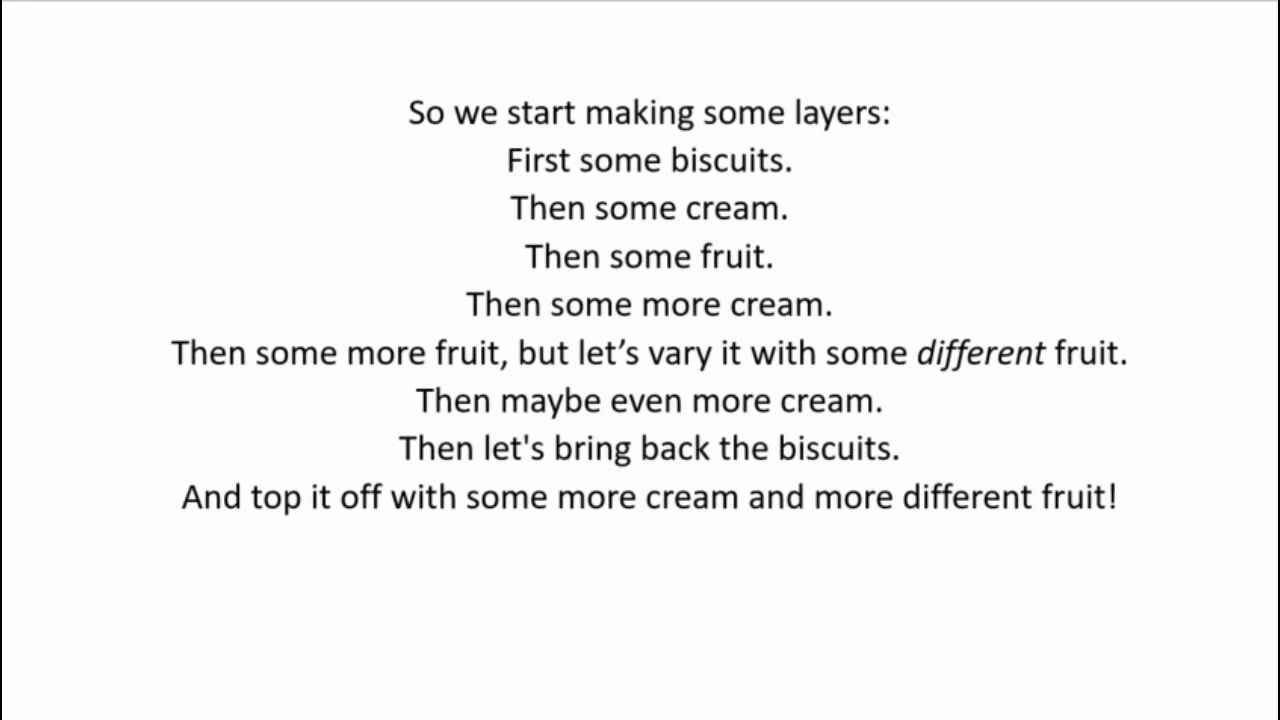 So we start making some layers:
First some biscuits.
Then some cream.
Then some fruit.
Then some more cream.
Then some more fruit, but let’s vary it with some different fruit.
Then maybe even more cream.
Then let's bring back the biscuits.
And top it off with some more cream and more different fruit!